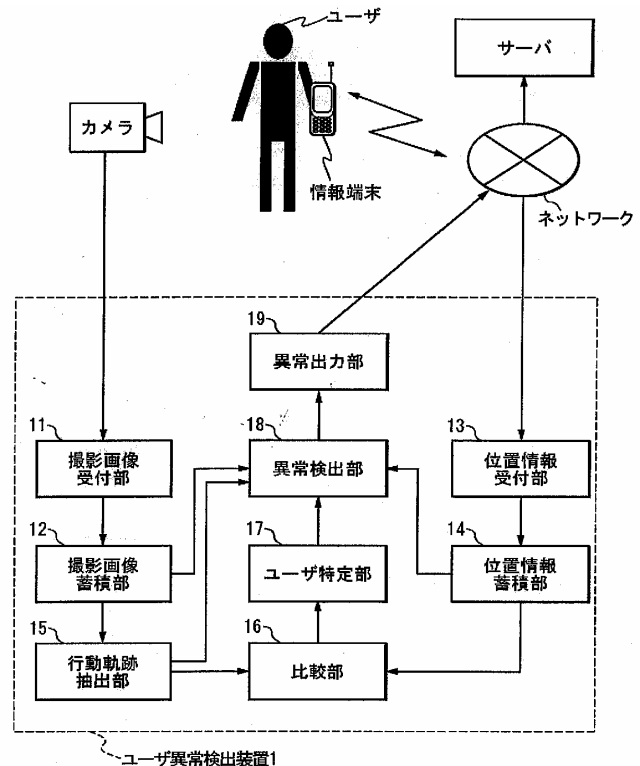 ユーザ
サーバ
カメラ
情報端末
ネットワーク
19
異常出力部
11
撮影画像
受付部
18
異常検出部
13
位置情報
受付部
12
撮影画像
蓄積部
17
ユーザ特定部
14
位置情報
蓄積部
15
行動軌跡
抽出部
16
比較部
ユーザ異常検出装置1